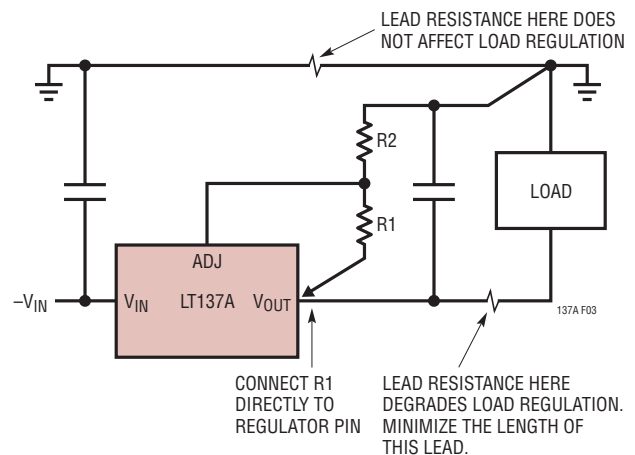 LEAD RESISTANCE HERE DOES
NOT AFFECT LOAD REGULATION
R2
R1
LOAD
ADJ
–VIN
VIN
LT137A
VOUT
137A F03
CONNECT R1
DIRECTLY TO
REGULATOR PIN
LEAD RESISTANCE HERE
DEGRADES LOAD REGULATION.
MINIMIZE THE LENGTH OF
THIS LEAD.